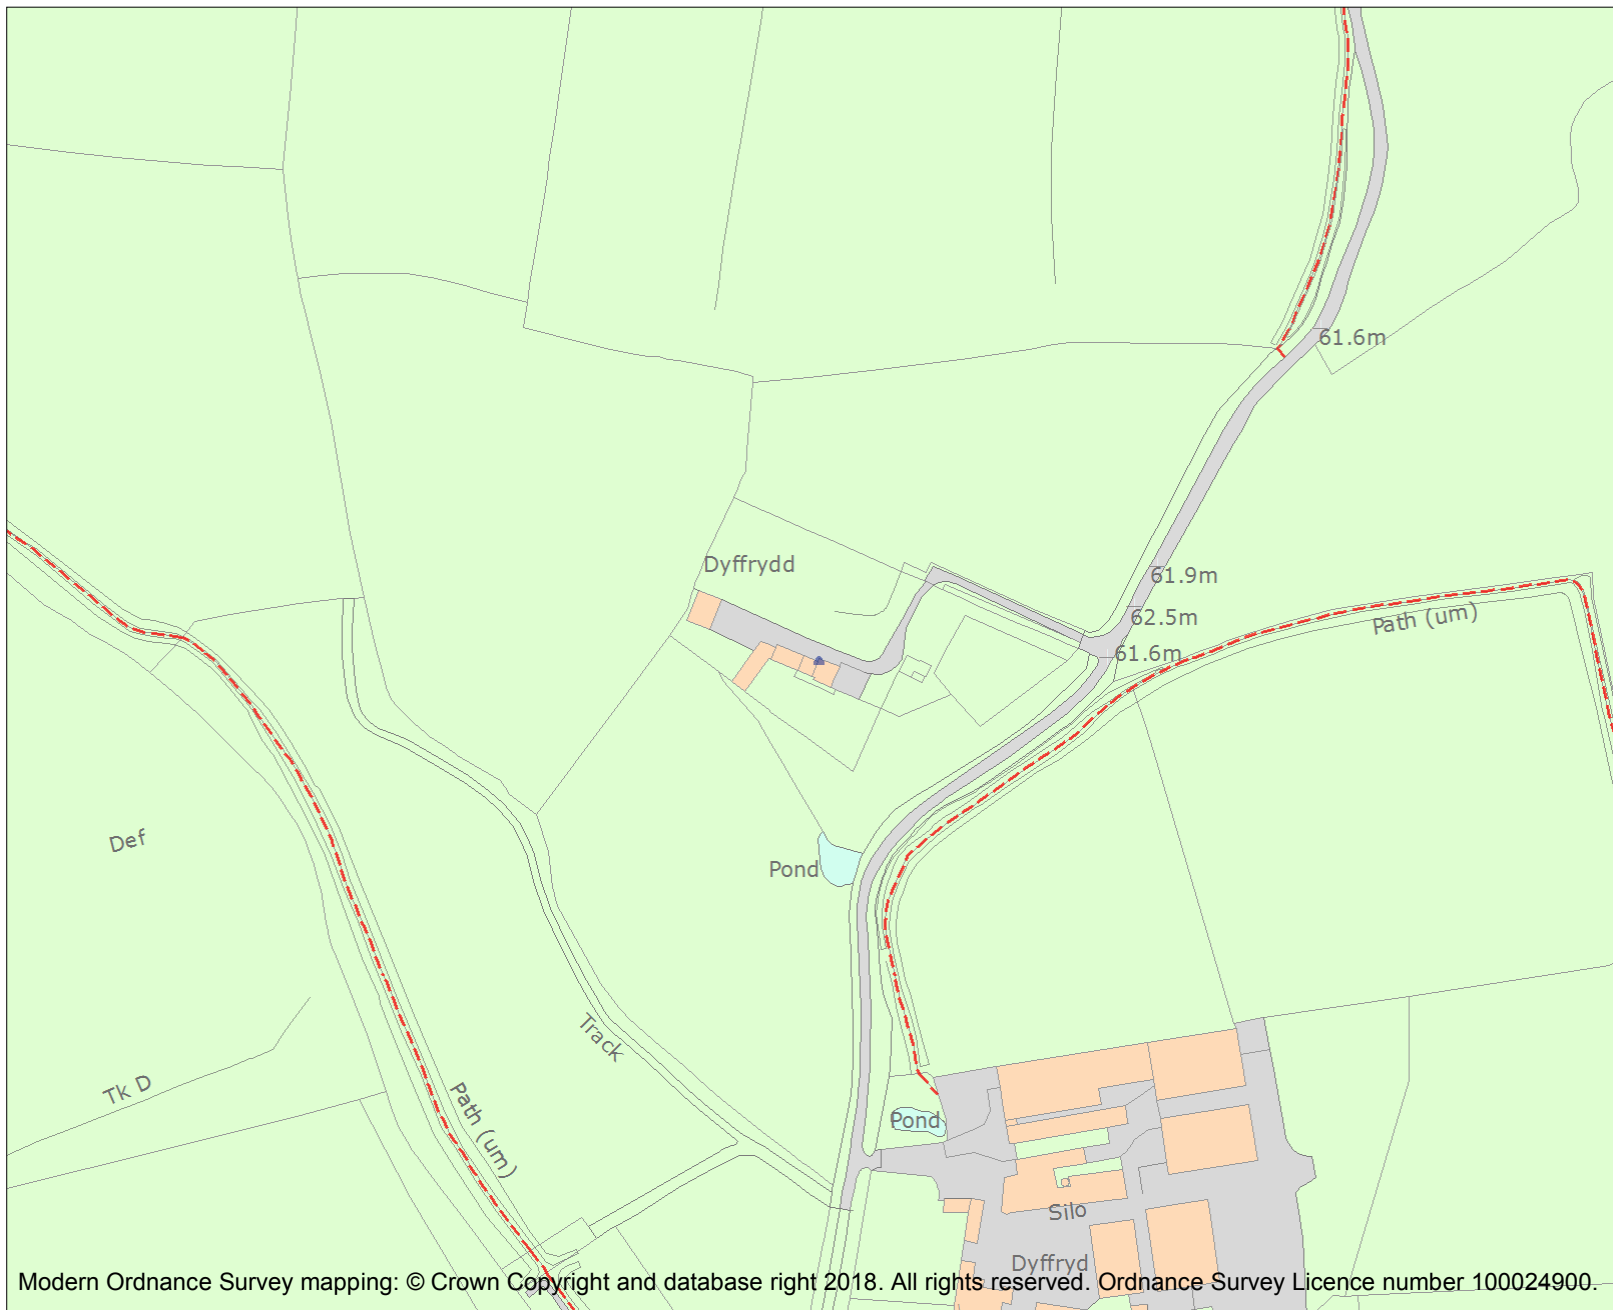 61.6m
Dyffrydd
61.9m
62.5m
Path (um)
61.6m
Def
Pond
Track
Tk D
Path (um)
Pond
Silo
Dyffryd
Modern Ordnance Survey mapping: © Crown Copyright and database right 2018. All rights reserved. Ordnance Survey Licence number 100024900.